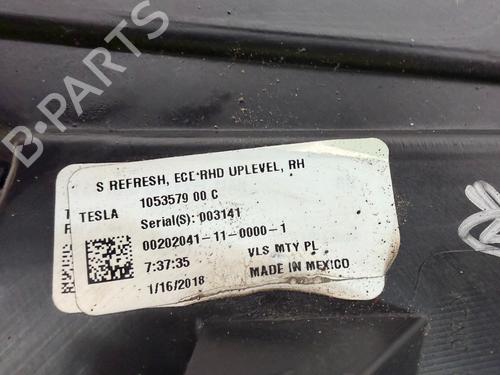 S REFRESH, ECE RHD UPLEVEL, RH
TESLA
1053579 00 C
Serial(S): 003141
00202041-11-0000-1
7:37:35
VLS MTY PL
1/16/2018
MADE IN MEXICO
B-Parts